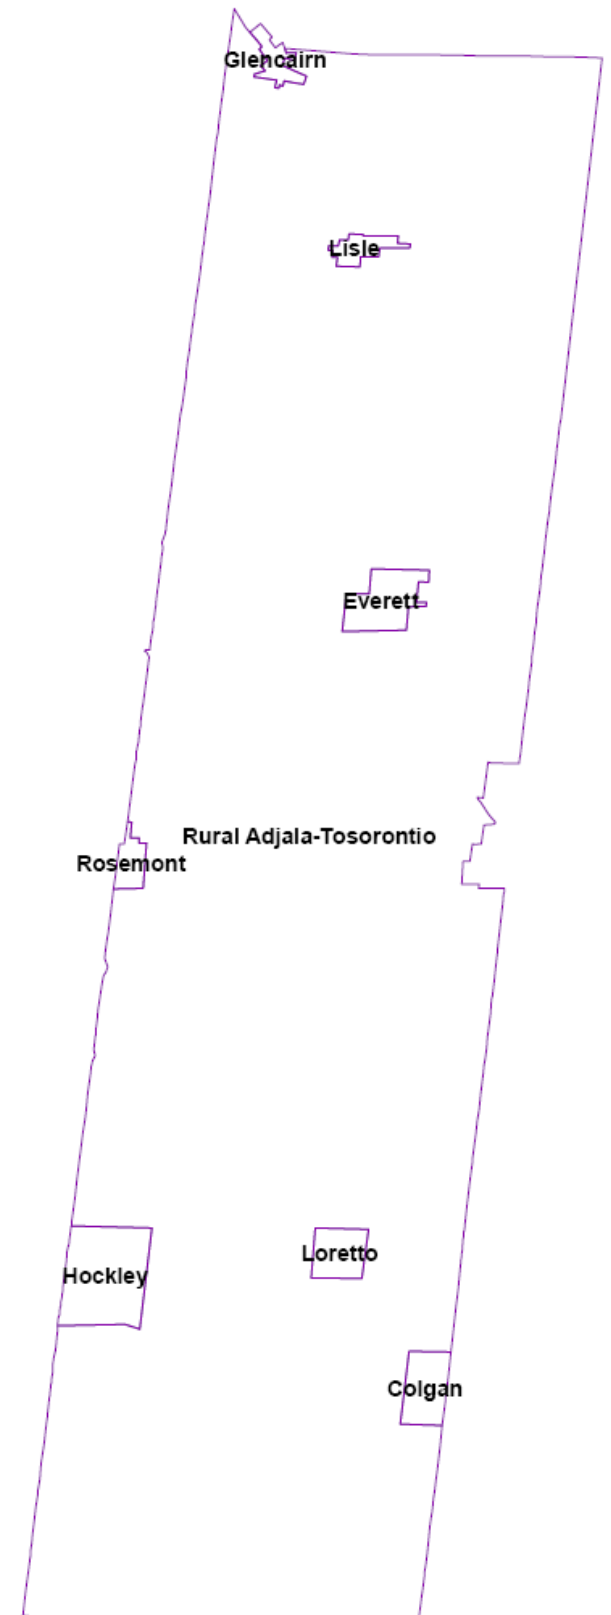 Glencairn
Lisle
Everett
Rural Adjala-Tosorontio
Rosemont
Loretto
Hockley
Colgan